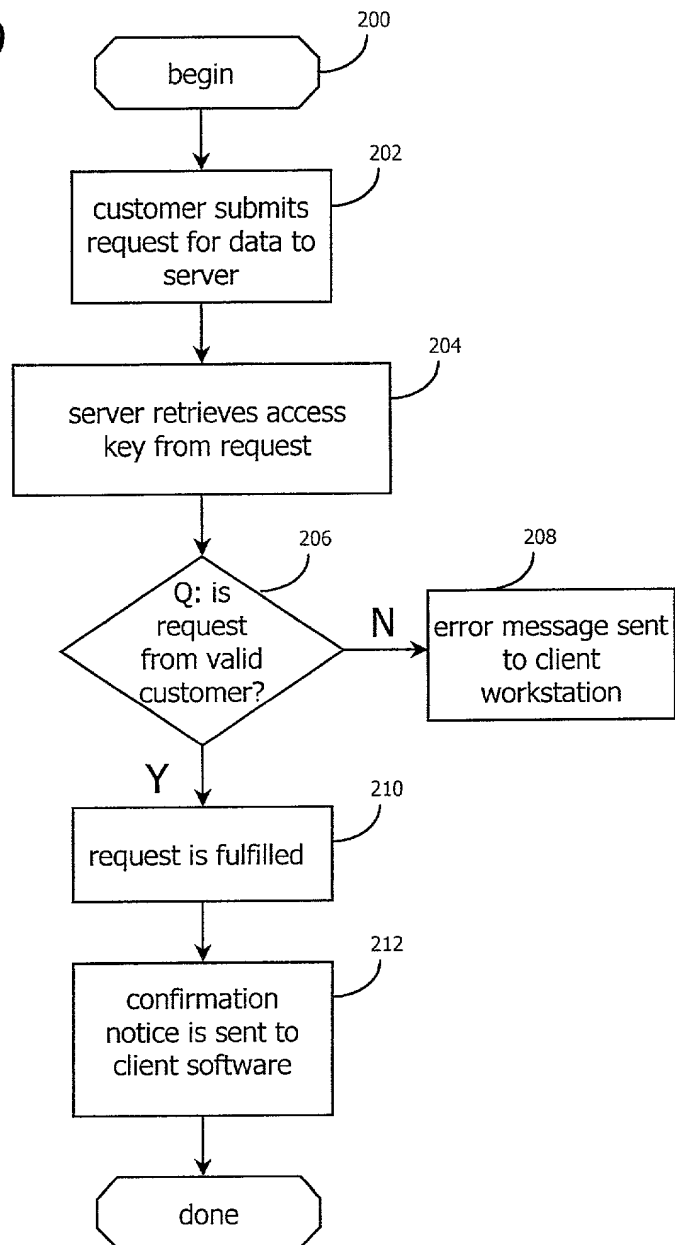 200
begin
202
customer submits
request for data to
server
204
server retrieves access
key from request
206
Q: is
request
from valid
customer?
N
208
error message sent
to client
workstation
Y
210
request is fulfilled
212
confirmation
notice is sent to
client software
done